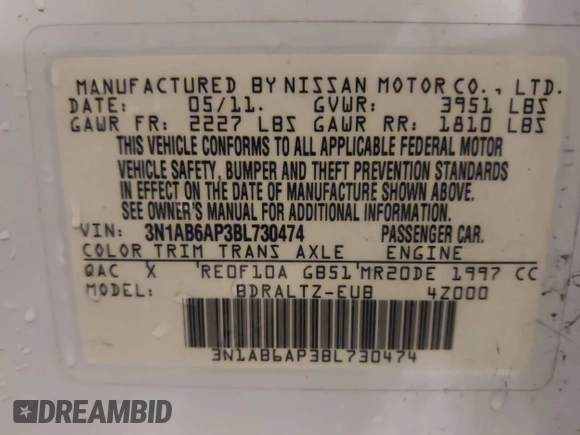 MANUFACTURED BY NISSAN MOTOR CO., LTD.
DATE: 05/11. GVWR: 3951 LBS
GAWR FR: 2227 LBS GAWR RR: 1810 LBS
THIS VEHICLE CONFORMS TO ALL APPLICABLE FEDERAL MOTOR
VEHICLE SAFETY, BUMPER AND THEFT PREVENTION STANDARDS
IN EFFECT ON THE DATE OF MANUFACTURE SHOWN ABOVE.
SEE OWNER'S MANUAL FOR ADDITIONAL INFORMATION.
VIN: 3N1AB6AP3BL730474 PASSENGER CAR.
COLOR TRIM TRANS AXLE ENGINE
QAC X RE0F10A GB51 MR20DE 1997 CC
MODEL: BDRALTZ-EUB 4Z000
3N1AB6AP3BL730474
DREAMBID